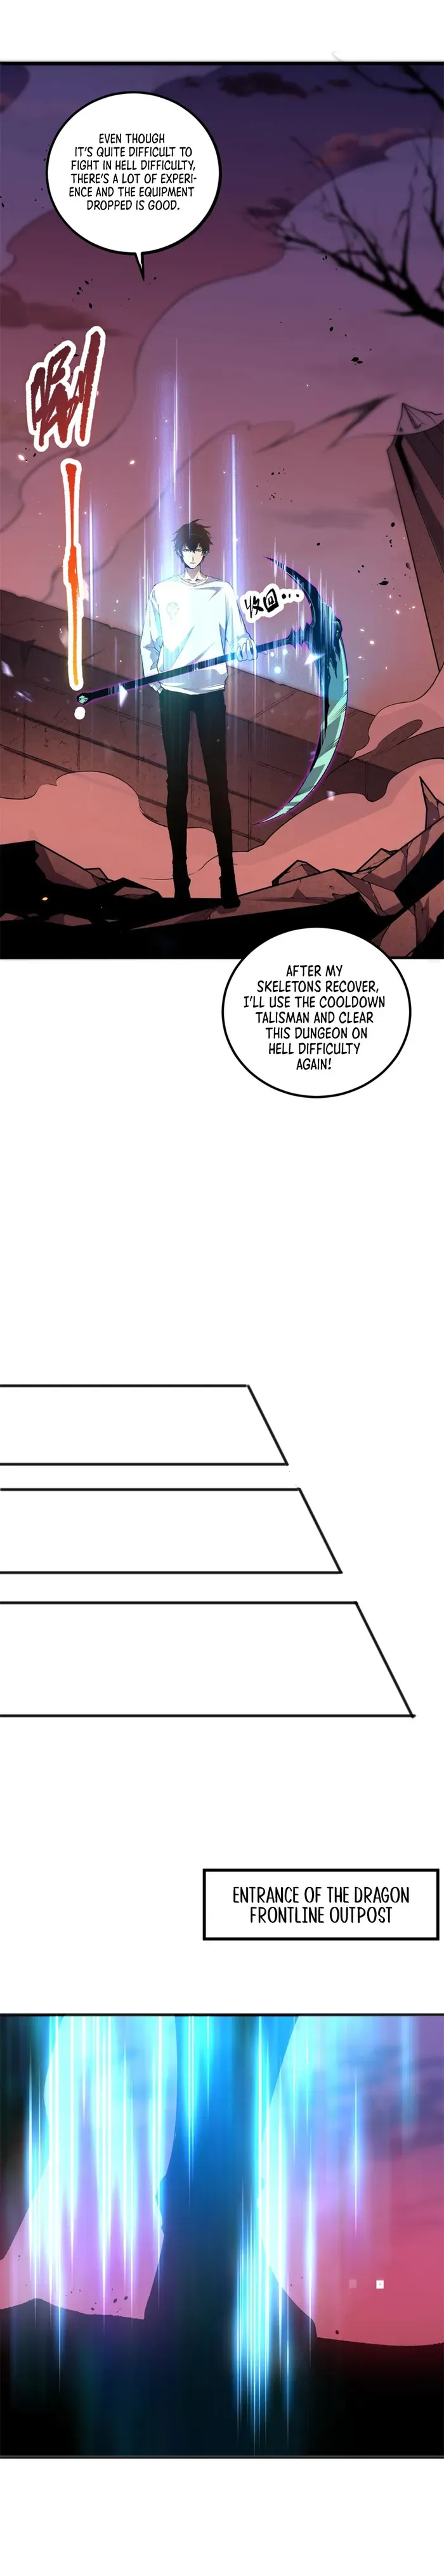 EVEN THOUGH
IT'S QUITE DIFFICULT TO
FIGHT IN HELL DIFFICULTY,
THERE'S A LOT OF EXPERI-
ENCE AND THE EQUIPMENT
DROPPED IS GOOD.
唰
收回...
AFTER MY
SKELETONS RECOVER,
I'LL USE THE COOLDOWN
TALISMAN AND CLEAR
THIS DUNGEON ON
HELL DIFFICULTY
AGAIN!
ENTRANCE OF THE DRAGON
FRONTLINE OUTPOST